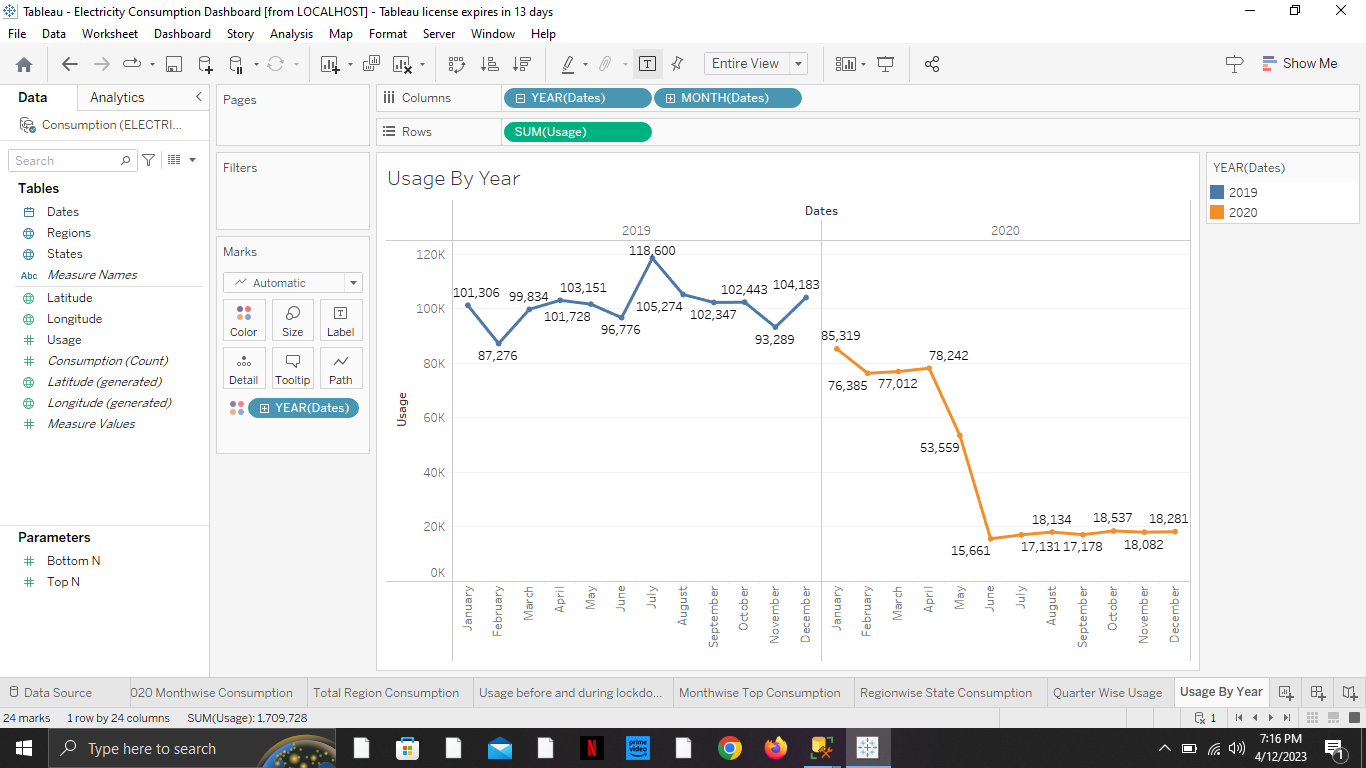 Tableau - Electricity Consumption Dashboard [from LOCALHOST] - Tableau license expires in 13 days
File Data Worksheet Dashboard Story Analysis Map Format Server Window Help
Entire View
Show Me
Data Analytics
Consumption (ELECTRI...
Search
Tables
Dates
Regions
States
Abc Measure Names
Latitude
Longitude
Usage
Consumption (Count)
Latitude (generated)
Longitude (generated)
Measure Values
Parameters
Bottom N
Top N
Pages
Filters
Marks
Automatic
Color Size Label
Detail Tooltip Path
YEAR(Dates)
Columns YEAR(Dates) MONTH(Dates)
Rows SUM(Usage)
Usage By Year
Dates
2019 2020
Usage
120K
100K
80K
60K
40K
20K
0K
101,306
87,276
99,834
103,151
101,728
96,776
118,600
105,274
102,347
102,443
93,289
104,183
85,319
76,385
77,012
78,242
53,559
15,661
17,131
18,134
17,178
18,537
18,082
18,281
January February March April May June July August September October November December January February March April May June July August September October November December
YEAR(Dates)
2019
2020
Data Source 020 Monthwise Consumption Total Region Consumption Usage before and during lockdo... Monthwise Top Consumption Regionwise State Consumption Quarter Wise Usage Usage By Year
24 marks 1 row by 24 columns SUM(Usage): 1,709,728 1
Type here to search
prime video
N
7:16 PM
4/12/2023
1